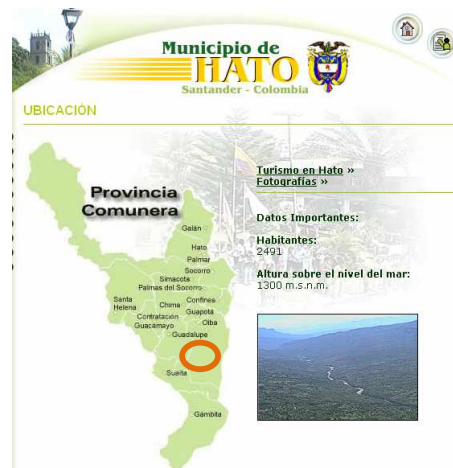 Municipio de
HATO
Santander - Colombia
UBICACIÓN
Turismo en Hato »
Fotografías »
Provincia
Comunera
Datos Importantes:
Habitantes:
2491
Altura sobre el nivel del mar:
1300 m.s.n.m.
Galán
Hato
Palmar
Socorro
Simacota
Palmas del Socorro
Santa
Helena
Chima
Confines
Contratación
Guapotá
Guacamayo
Oiba
Guadalupe
Suaita
Gámbita